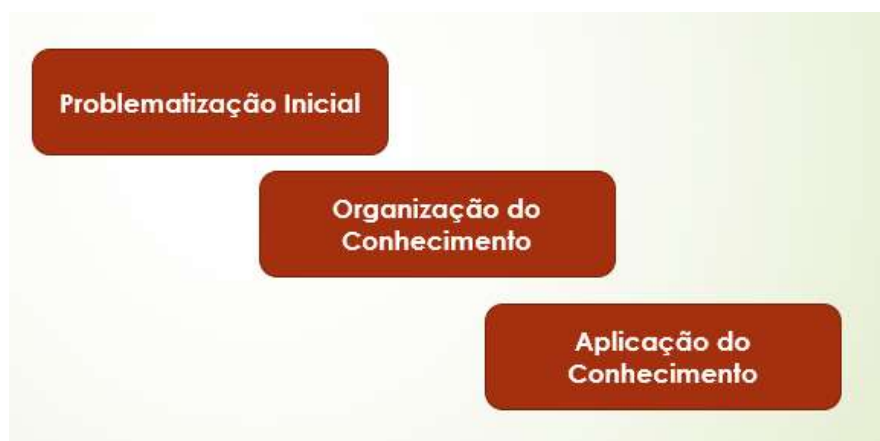 Problematização Inicial
Organização do
Conhecimento
Aplicação do
Conhecimento